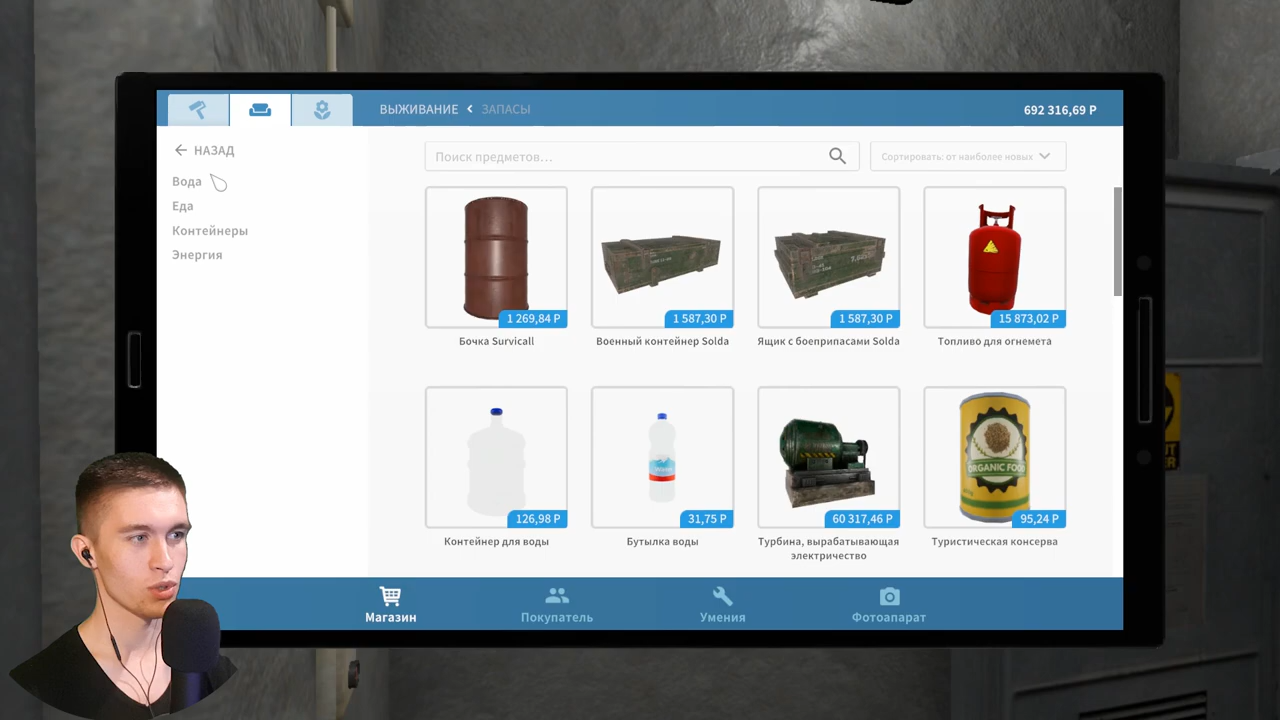 ВЫЖИВАНИЕ < ЗАПАСЫ
692 316,69 Р
НАЗАД
Вода
Еда
Контейнеры
Энергия
Поиск предметов...
Сортировать: от наиболее новых
1 269,84 Р
1 587,30 Р
1 587,30 Р
15 873,02 Р
Бочка Survicall
Военный контейнер Solda
Ящик с боеприпасами Solda
Топливо для огнемета
ORGANIC FOOD
126,98 Р
31,75 Р
60 317,46 Р
95,24 Р
Контейнер для воды
Бутылка воды
Турбина, вырабатывающая
электричество
Туристическая консерва
Магазин
Покупатель
Умения
Фотоапарат